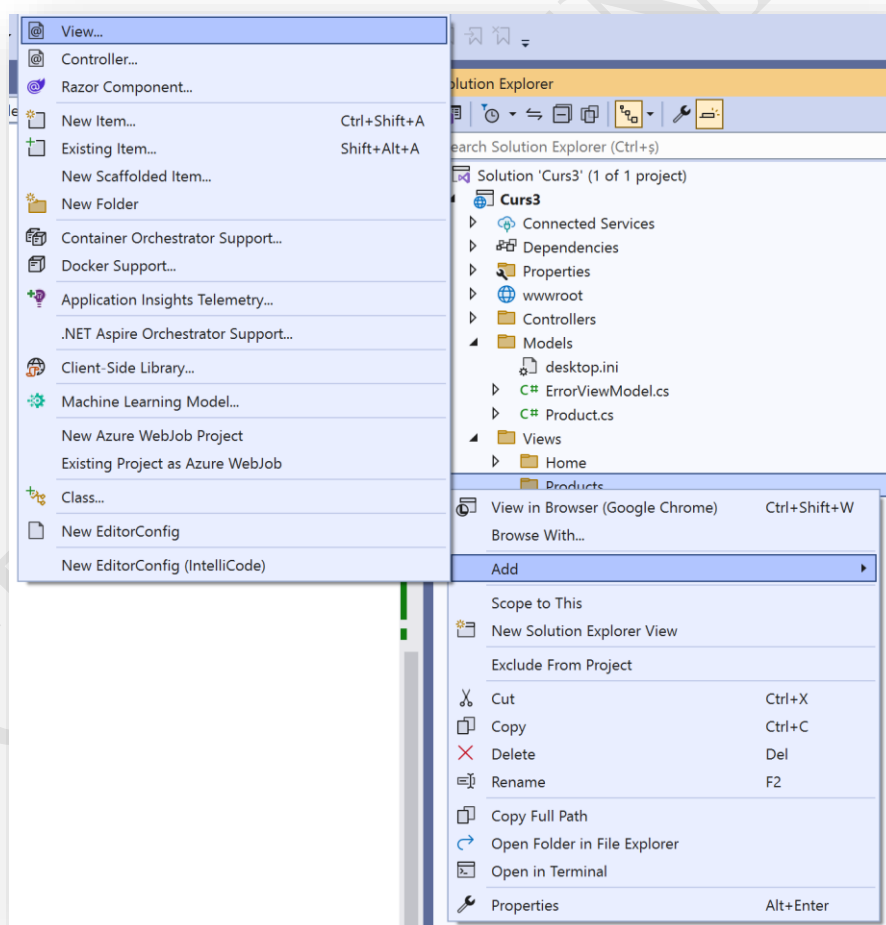 View...
Controller...
Razor Component...
New Item... Ctrl+Shift+A
Existing Item... Shift+Alt+A
New Scaffolded Item...
New Folder
Container Orchestrator Support...
Docker Support...
Application Insights Telemetry...
.NET Aspire Orchestrator Support...
Client-Side Library...
Machine Learning Model...
New Azure WebJob Project
Existing Project as Azure WebJob
Class...
New EditorConfig
New EditorConfig (IntelliCode)
olution Explorer
earch Solution Explorer (Ctrl+ș)
Solution 'Curs3' (1 of 1 project)
Curs3
Connected Services
Dependencies
Properties
wwwroot
Controllers
Models
desktop.ini
C# ErrorViewModel.cs
C# Product.cs
Views
Home
Products
View in Browser (Google Chrome) Ctrl+Shift+W
Browse With...
Add
Scope to This
New Solution Explorer View
Exclude From Project
Cut Ctrl+X
Copy Ctrl+C
Delete Del
Rename F2
Copy Full Path
Open Folder in File Explorer
Open in Terminal
Properties Alt+Enter